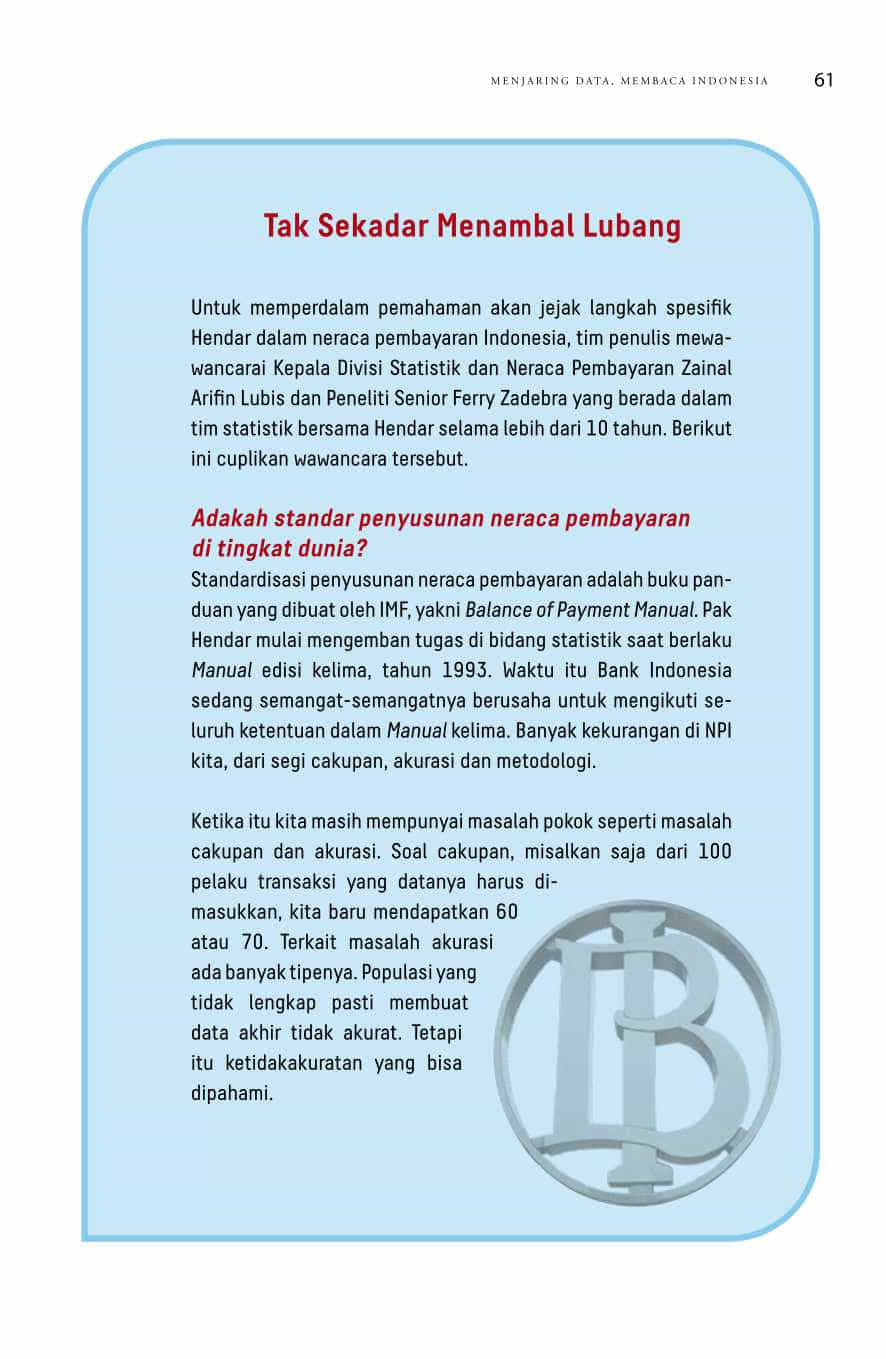 MENJARING DATA, MEMBACA INDONESIA 61
Tak Sekadar Menambal Lubang
Untuk memperdalam pemahaman akan jejak langkah spesifik
Hendar dalam neraca pembayaran Indonesia, tim penulis mewa-
wancarai Kepala Divisi Statistik dan Neraca Pembayaran Zainal
Arifin Lubis dan Peneliti Senior Ferry Zadebra yang berada dalam
tim statistik bersama Hendar selama lebih dari 10 tahun. Berikut
ini cuplikan wawancara tersebut.
Adakah standar penyusunan neraca pembayaran
di tingkat dunia?
Standardisasi penyusunan neraca pembayaran adalah buku pan-
duan yang dibuat oleh IMF, yakni Balance of Payment Manual. Pak
Hendar mulai mengemban tugas di bidang statistik saat berlaku
Manual edisi kelima, tahun 1993. Waktu itu Bank Indonesia
sedang semangat-semangatnya berusaha untuk mengikuti se-
luruh ketentuan dalam Manual kelima. Banyak kekurangan di NPI
kita, dari segi cakupan, akurasi dan metodologi.
Ketika itu kita masih mempunyai masalah pokok seperti masalah
cakupan dan akurasi. Soal cakupan, misalkan saja dari 100
pelaku transaksi yang datanya harus di-
masukkan, kita baru mendapatkan 60
atau 70. Terkait masalah akurasi
ada banyak tipenya. Populasi yang
tidak lengkap pasti membuat
data akhir tidak akurat. Tetapi
itu ketidakakuratan yang bisa
dipahami.